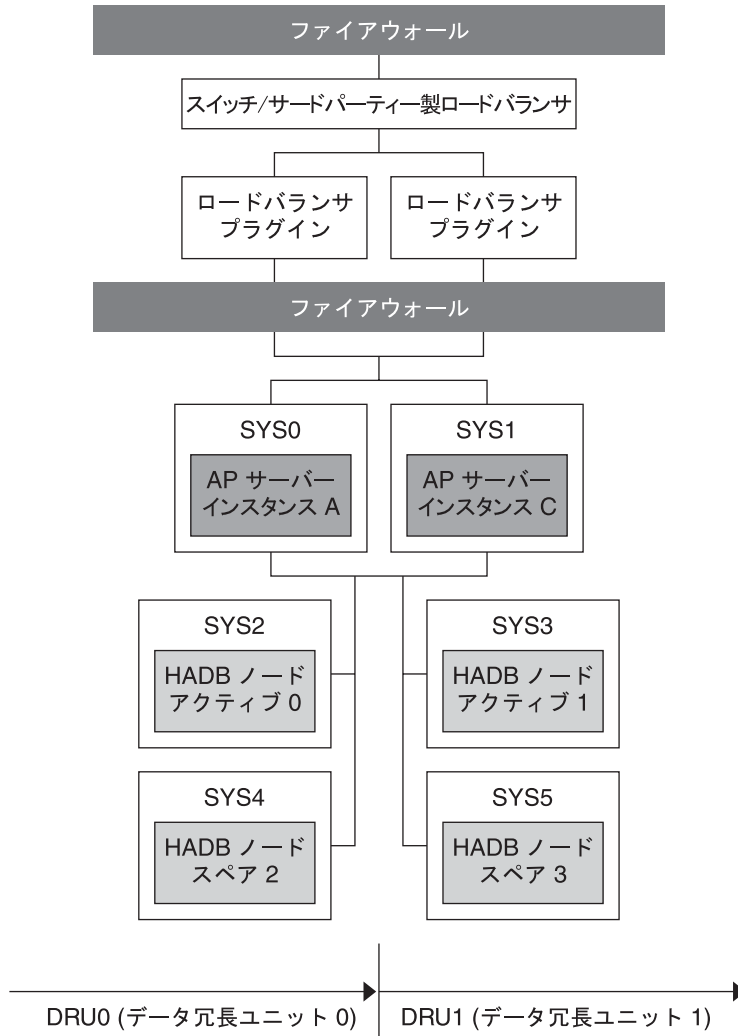 ファイアウォール
スイッチ/サードパーティー製ロードバランサ
ロードバランサ
プラグイン
ロードバランサ
プラグイン
ファイアウォール
SYS0
AP サーバー
インスタンス A
SYS1
AP サーバー
インスタンス C
SYS2
HADB ノード
アクティブ 0
SYS3
HADB ノード
アクティブ 1
SYS4
HADB ノード
スペア 2
SYS5
HADB ノード
スペア 3
DRU0 (データ冗長ユニット 0)
DRU1 (データ冗長ユニット 1)